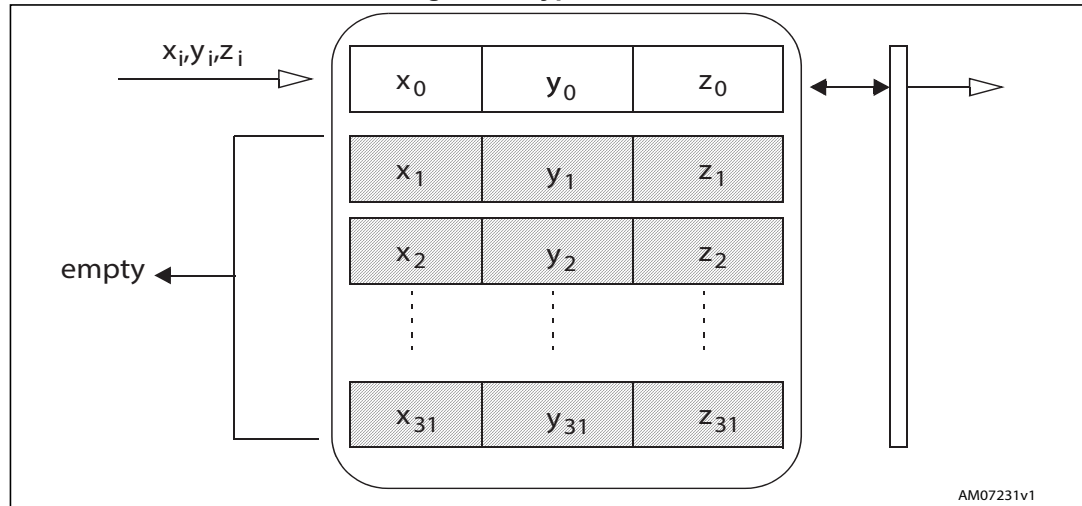 xi,yi,zi
x0 y0 z0
x1 y1 z1
x2 y2 z2
empty
x31 y31 z31
AM07231v1